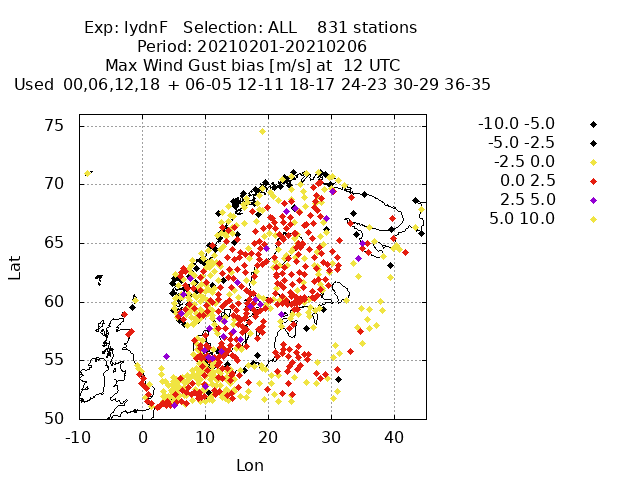 Exp: lydnF   Selection: ALL    831 stations
Period: 20210201-20210206
Max Wind Gust bias [m/s] at  12 UTC
Used  00,06,12,18  + 06-05 12-11 18-17 24-23 30-29 36-35
-10.0 -5.0
-5.0 -2.5
-2.5 0.0
0.0 2.5
2.5 5.0
5.0 10.0
75
70
65
60
55
50
Lat
-10 0 10 20 30 40
Lon